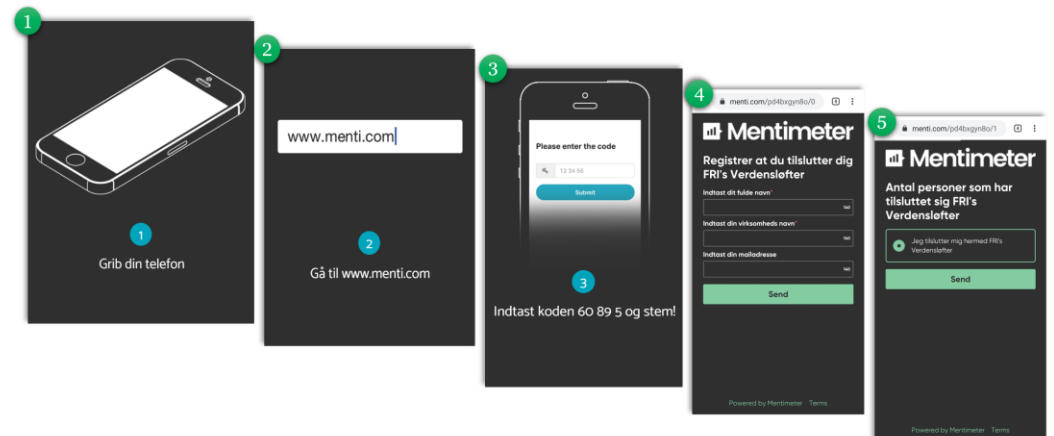 1
1
Grib din telefon
2
www.menti.com
2
Gå til www.menti.com
3
Please enter the code
12 34 56
Submit
3
Indtast koden 60 89 5 og stem!
4
menti.com/pd4bxgyn8o/0
Mentimeter
Registrer at du tilslutter dig
FRI's Verdensløfter
Indtast dit fulde navn*
Indtast din virksomheds navn*
Indtast din mailadresse
Send
Powered by Mentimeter Terms
5
menti.com/pd4bxgyn8o/1
Mentimeter
Antal personer som har
tilsluttet sig FRI's
Verdensløfter
Jeg tilslutter mig hermed FRI's
Verdensløfter
Send
Powered by Mentimeter Terms